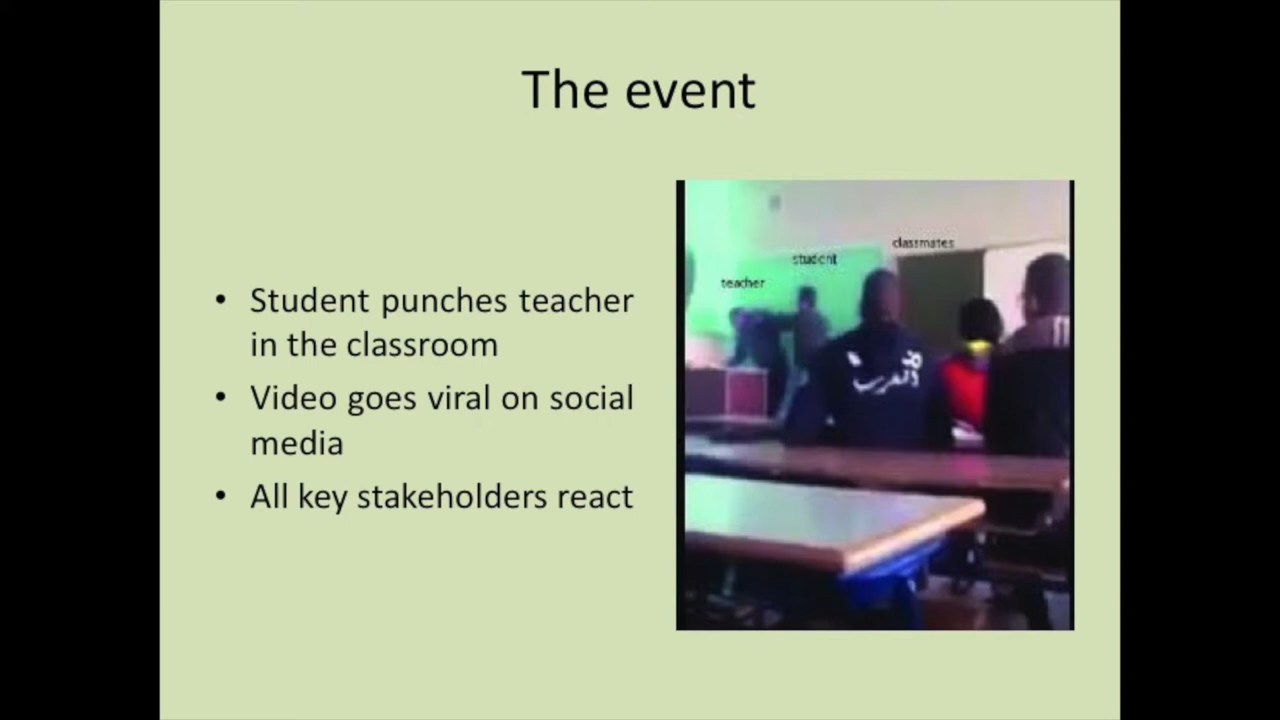 The event
• Student punches teacher
in the classroom
• Video goes viral on social
media
• All key stakeholders react
classmates
student
teacher
العرب